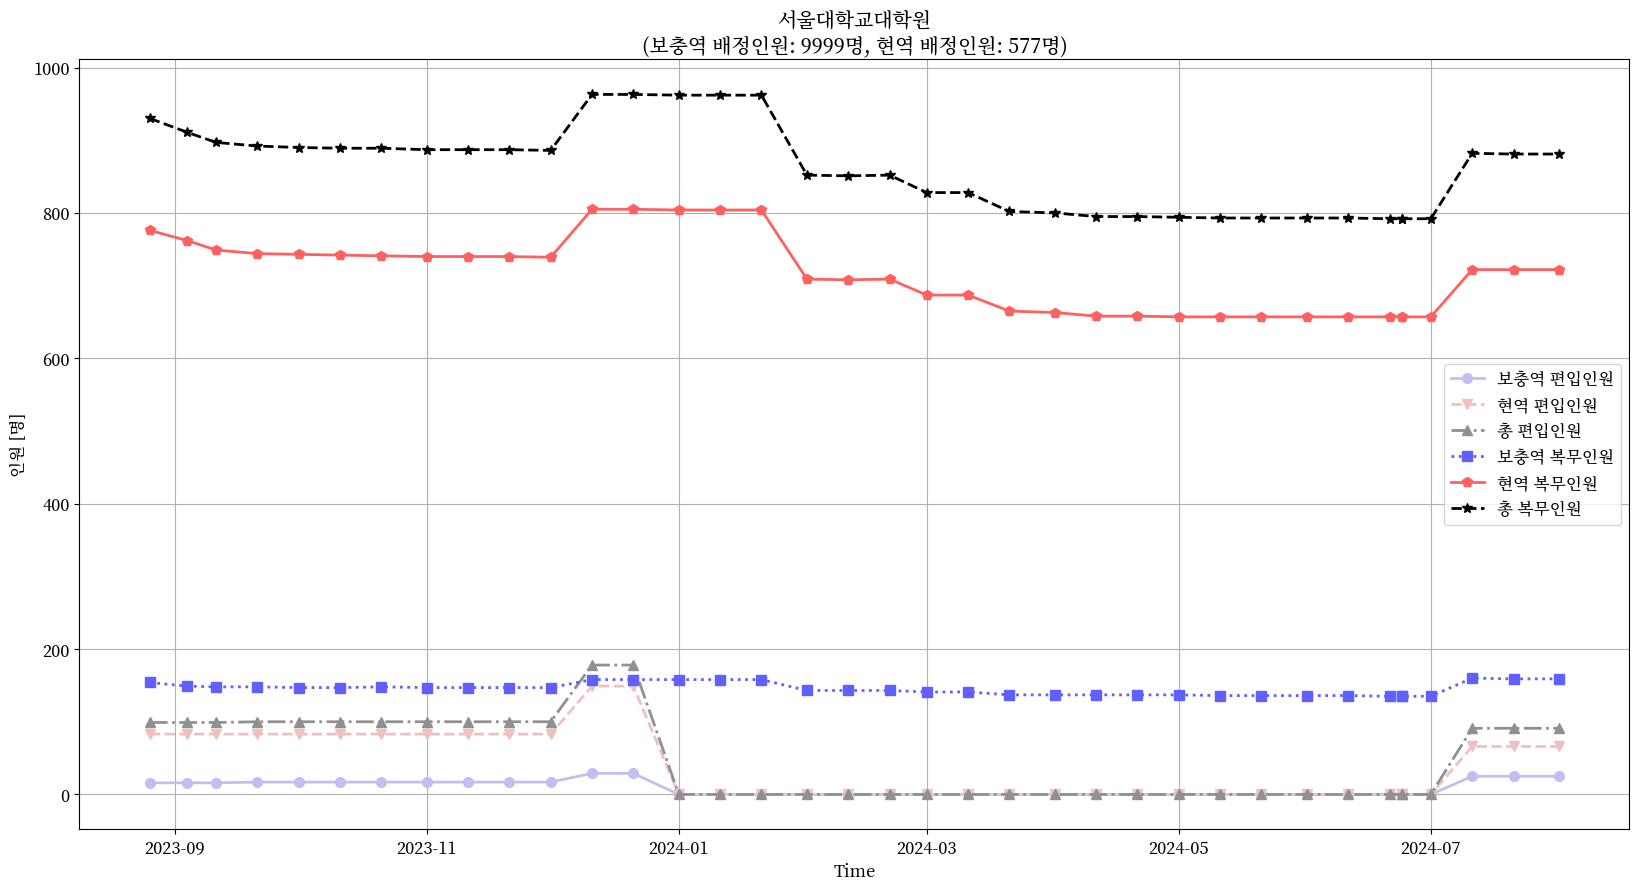 서울대학교대학원
(보충역 배정인원: 9999명, 현역 배정인원: 577명)
1000
800
600
400
200
0
인원 [명]
보충역 편입인원
현역 편입인원
총 편입인원
보충역 복무인원
현역 복무인원
총 복무인원
2023-09
2023-11
2024-01
2024-03
2024-05
2024-07
Time